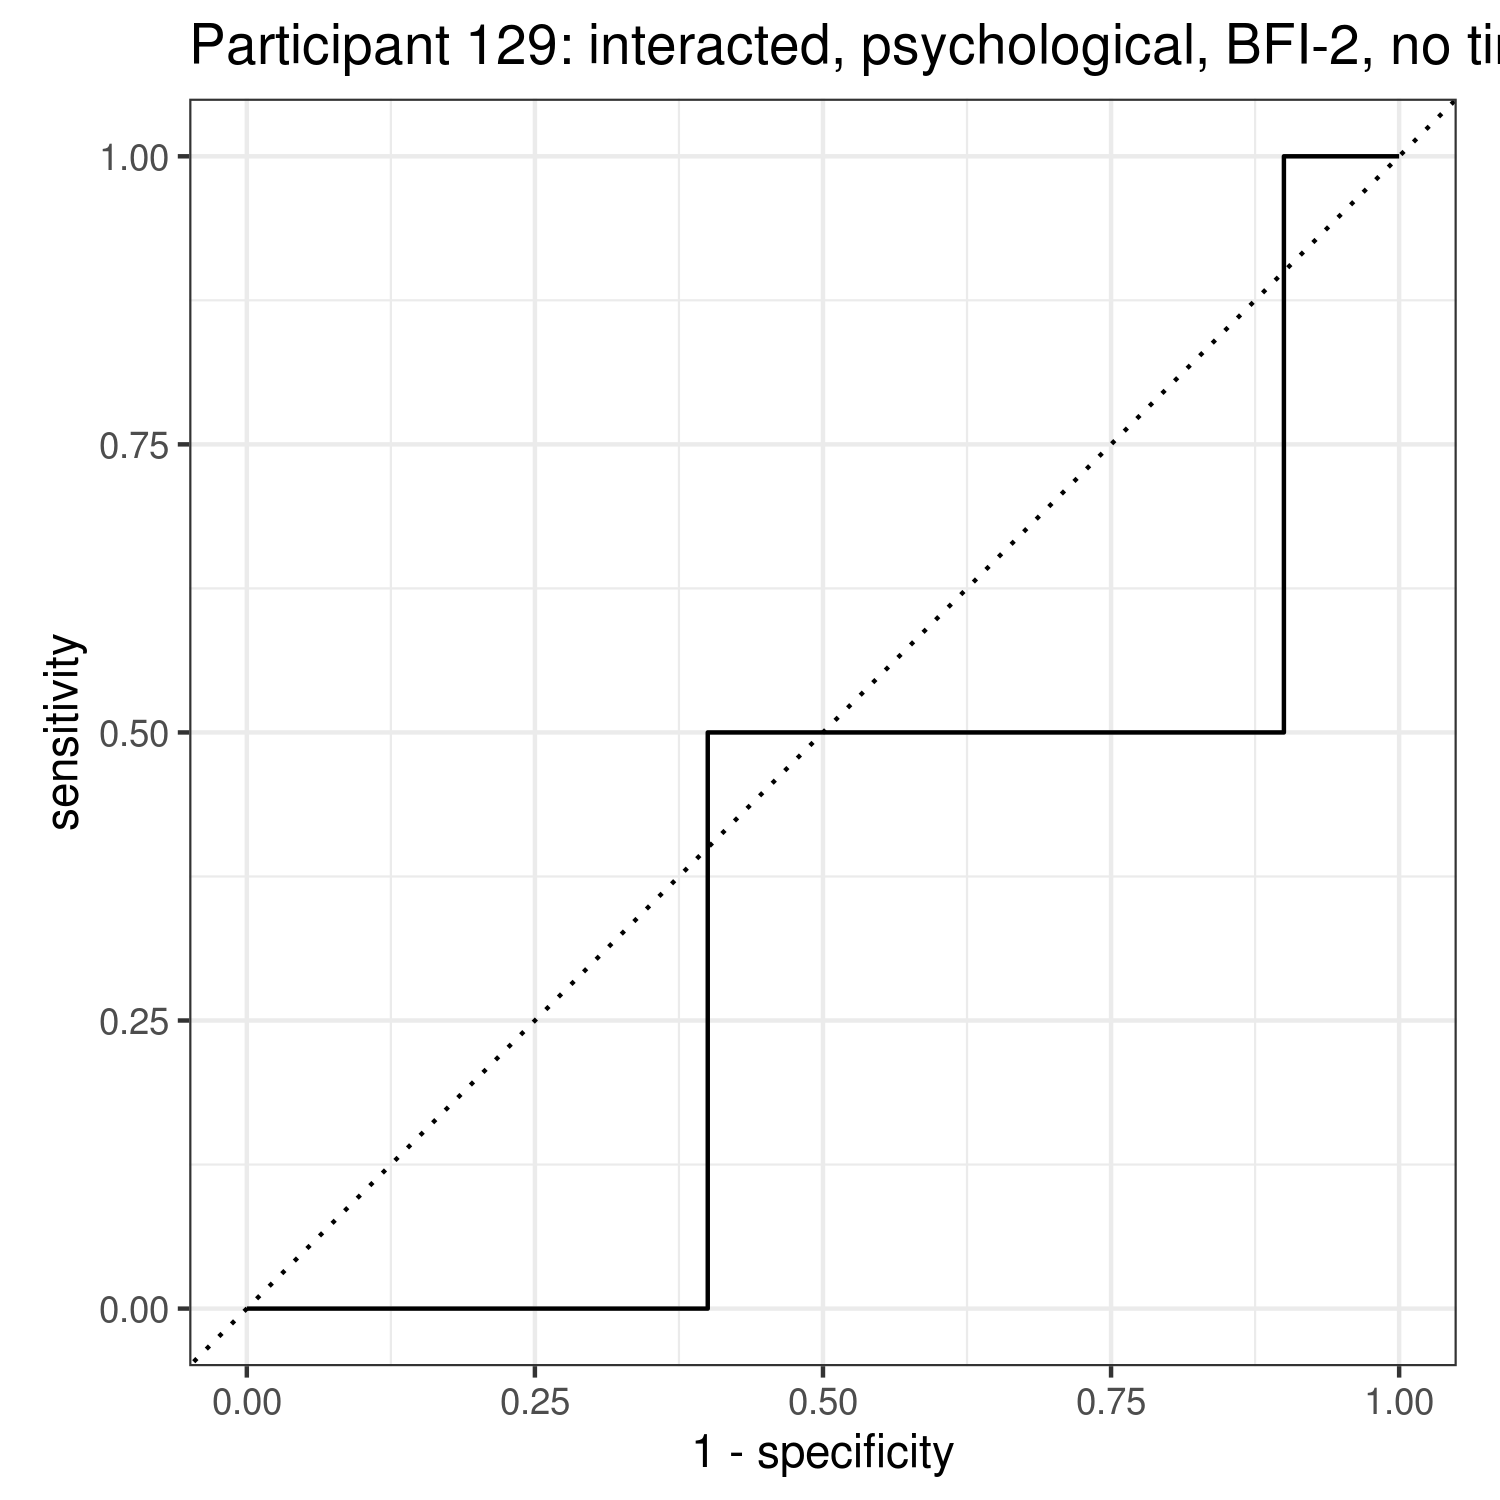 Participant 129: interacted, psychological, BFI-2, no
1.00
0.75
0.50
0.25
0.00
sensitivity
0.00 0.25 0.50 0.75 1.00
1 - specificity